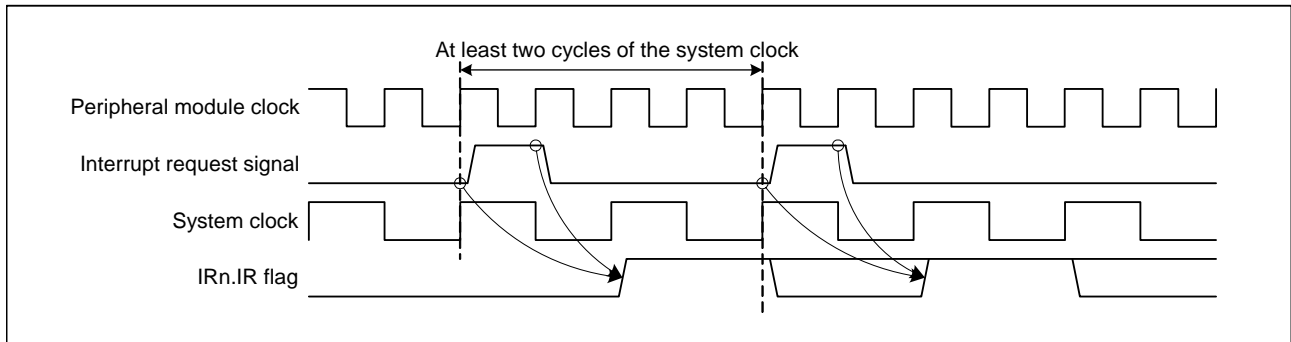 At least two cycles of the system clock
Peripheral module clock
Interrupt request signal
System clock
IRn.IR flag